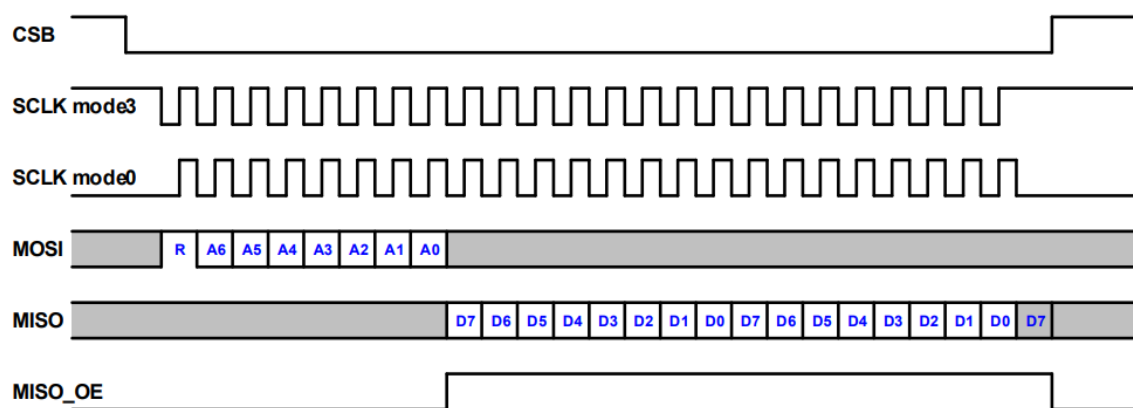 CSB
SCLK mode3
SCLK mode0
MOSI R A6 A5 A4 A3 A2 A1 A0
MISO D7 D6 D5 D4 D3 D2 D1 D0 D7 D6 D5 D4 D3 D2 D1 D0 D7
MISO_OE